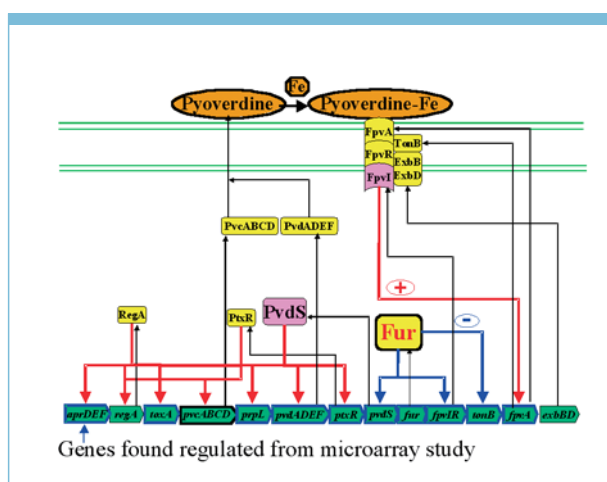 Fe
Pyoverdine
Pyoverdine-Fe
FpvA
TonB
FpvR
ExbB
FpvI
ExbD
PvcABCD
PvdADEF
+
RegA
PtxR
PvdS
Fur
-
aprDEF
regA
toxA
pvcABCD
prpL
pvdADEF
ptxR
pvdS
fur
fpvIR
tonB
fpvA
exbBD
Genes found regulated from microarray study